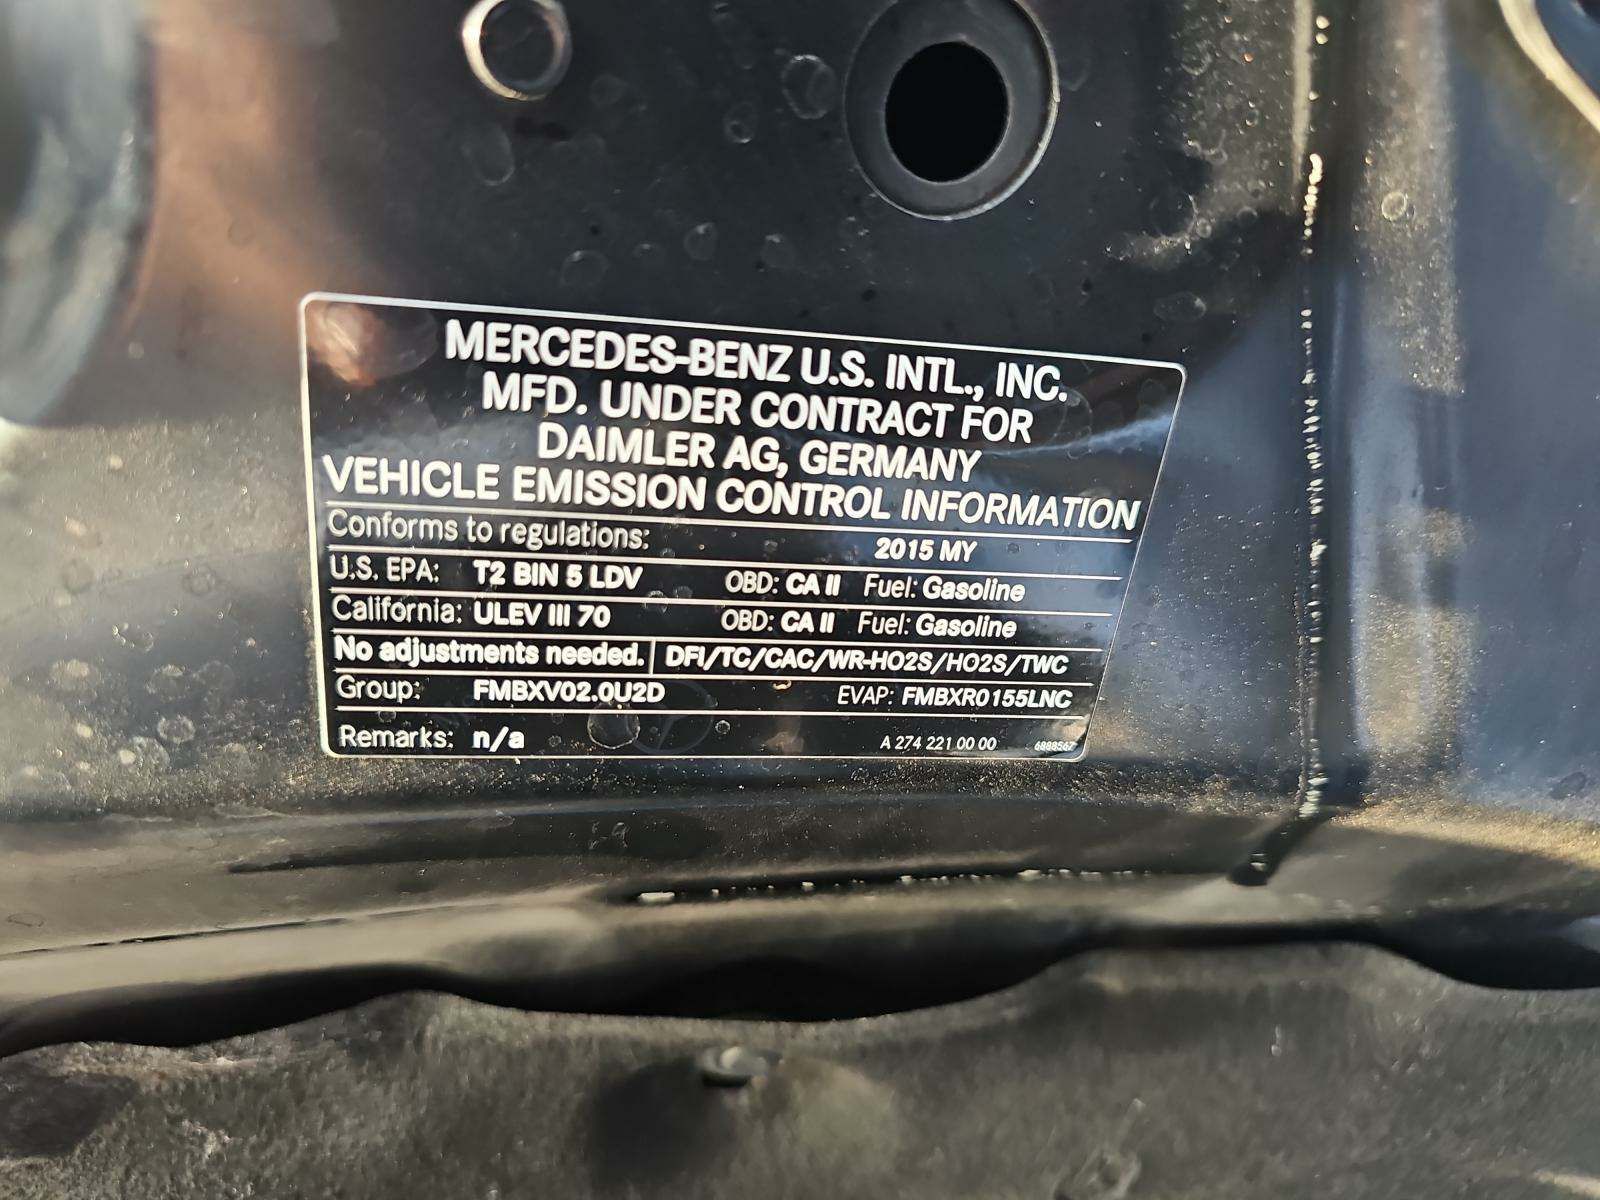 MERCEDES-BENZ U.S. INTL., INC.
MFD. UNDER CONTRACT FOR
DAIMLER AG, GERMANY
VEHICLE EMISSION CONTROL INFORMATION
Conforms to regulations: 2015 MY
U.S. EPA: T2 BIN 5 LDV OBD: CA II Fuel: Gasoline
California: ULEV III 70 OBD: CA II Fuel: Gasoline
No adjustments needed. DFI/TC/CAC/WR-HO2S/HO2S/TWC
Group: FMBXV02.0U2D EVAP: FMBXR0155LNC
Remarks: n/a A 274 221 00 00